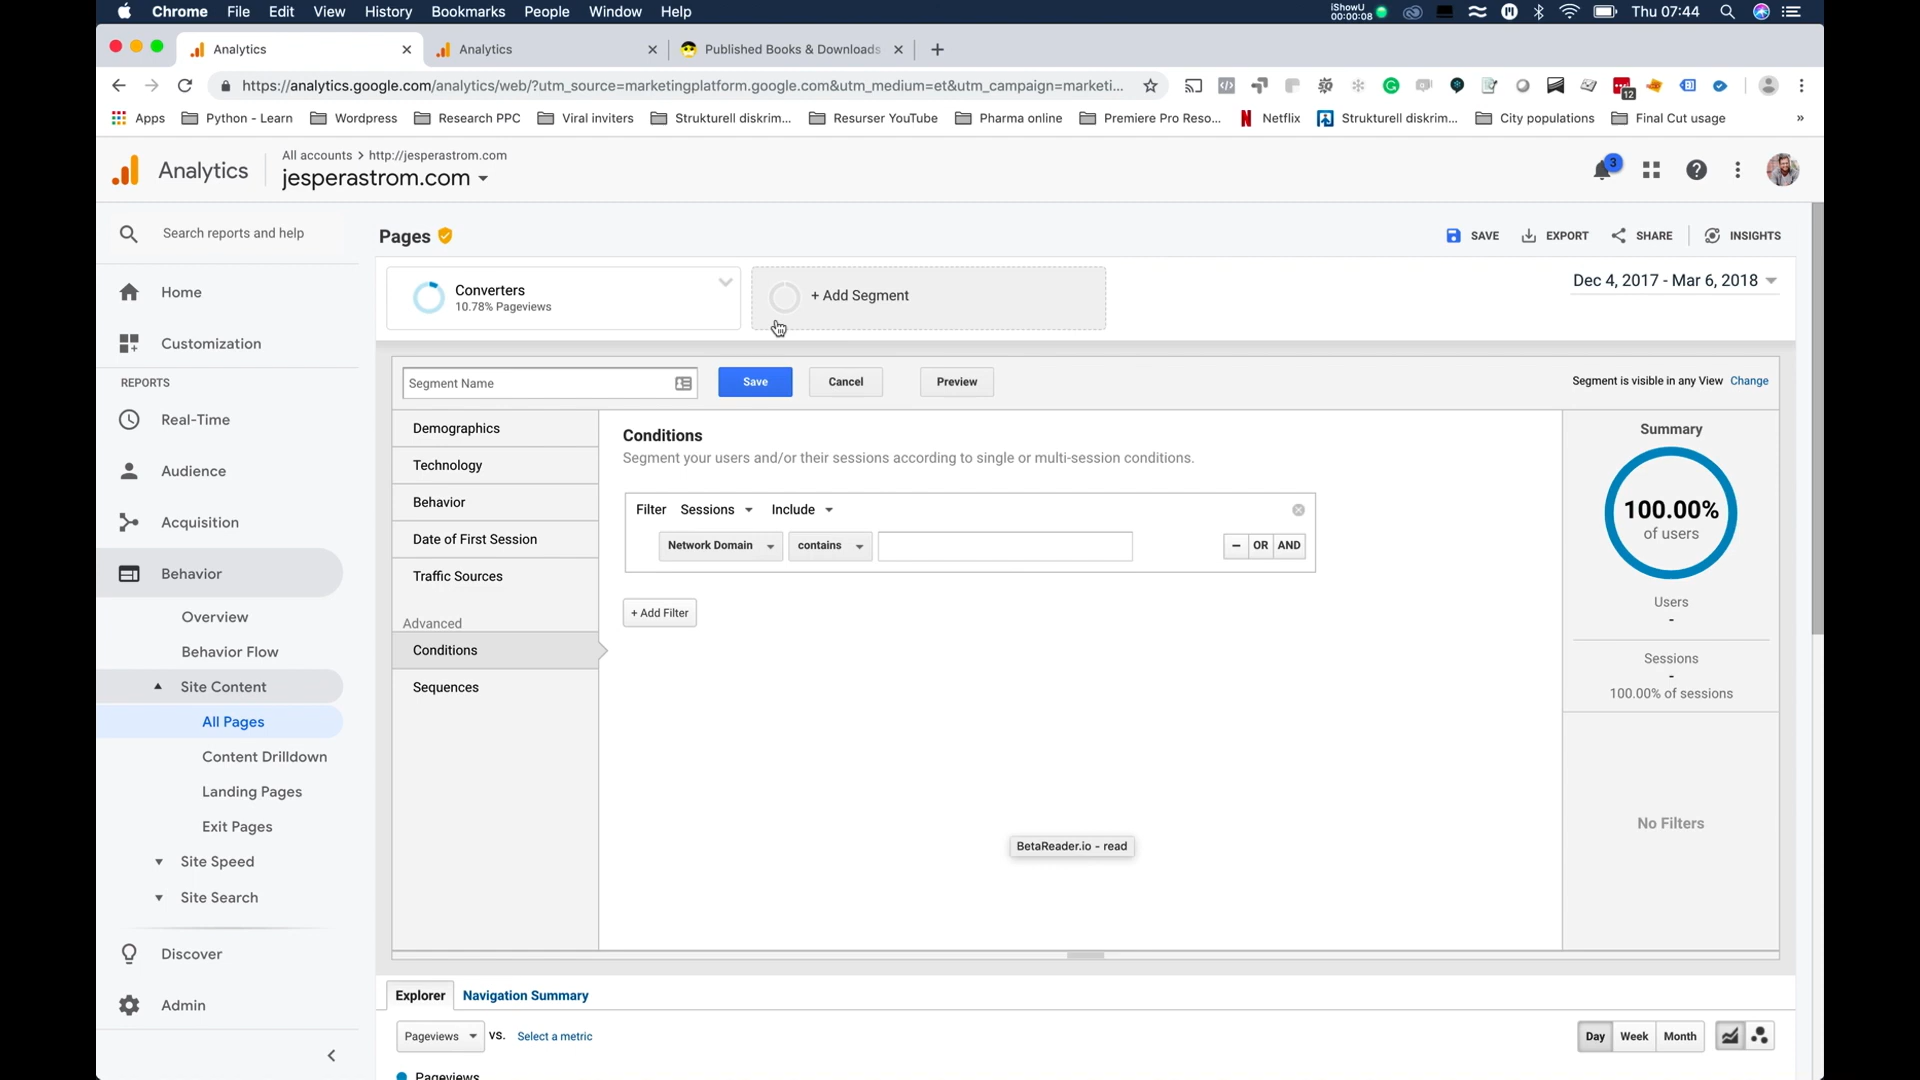 Chrome File Edit View History Bookmarks People Window Help
iShowU
00:00:08
Thu 07:44
Analytics
Analytics
Published Books & Downloads
https://analytics.google.com/analytics/web/?utm_source=marketingplatform.google.com&utm_medium=et&utm_campaign=marketi...
12
Apps Python - Learn Wordpress Research PPC Viral inviters Strukturell diskrim... Resurser YouTube Pharma online Premiere Pro Reso... Netflix Strukturell diskrim... City populations Final Cut usage »
Analytics
All accounts > http://jesperastrom.com
jesperastrom.com
3
Search reports and help
Home
Customization
REPORTS
Real-Time
Audience
Acquisition
Behavior
Overview
Behavior Flow
Site Content
All Pages
Content Drilldown
Landing Pages
Exit Pages
Site Speed
Site Search
Discover
Admin
Pages
SAVE EXPORT SHARE INSIGHTS
Converters
10.78% Pageviews
+ Add Segment
Dec 4, 2017 - Mar 6, 2018
Segment Name
Save Cancel Preview
Segment is visible in any View Change
Demographics
Technology
Behavior
Date of First Session
Traffic Sources
Advanced
Conditions
Sequences
Conditions
Segment your users and/or their sessions according to single or multi-session conditions.
Filter Sessions Include
Network Domain contains
– OR AND
+ Add Filter
BetaReader.io - read
Summary
100.00%
of users
Users
-
Sessions
-
100.00% of sessions
No Filters
Explorer Navigation Summary
Pageviews VS. Select a metric
Day Week Month
Pageviews